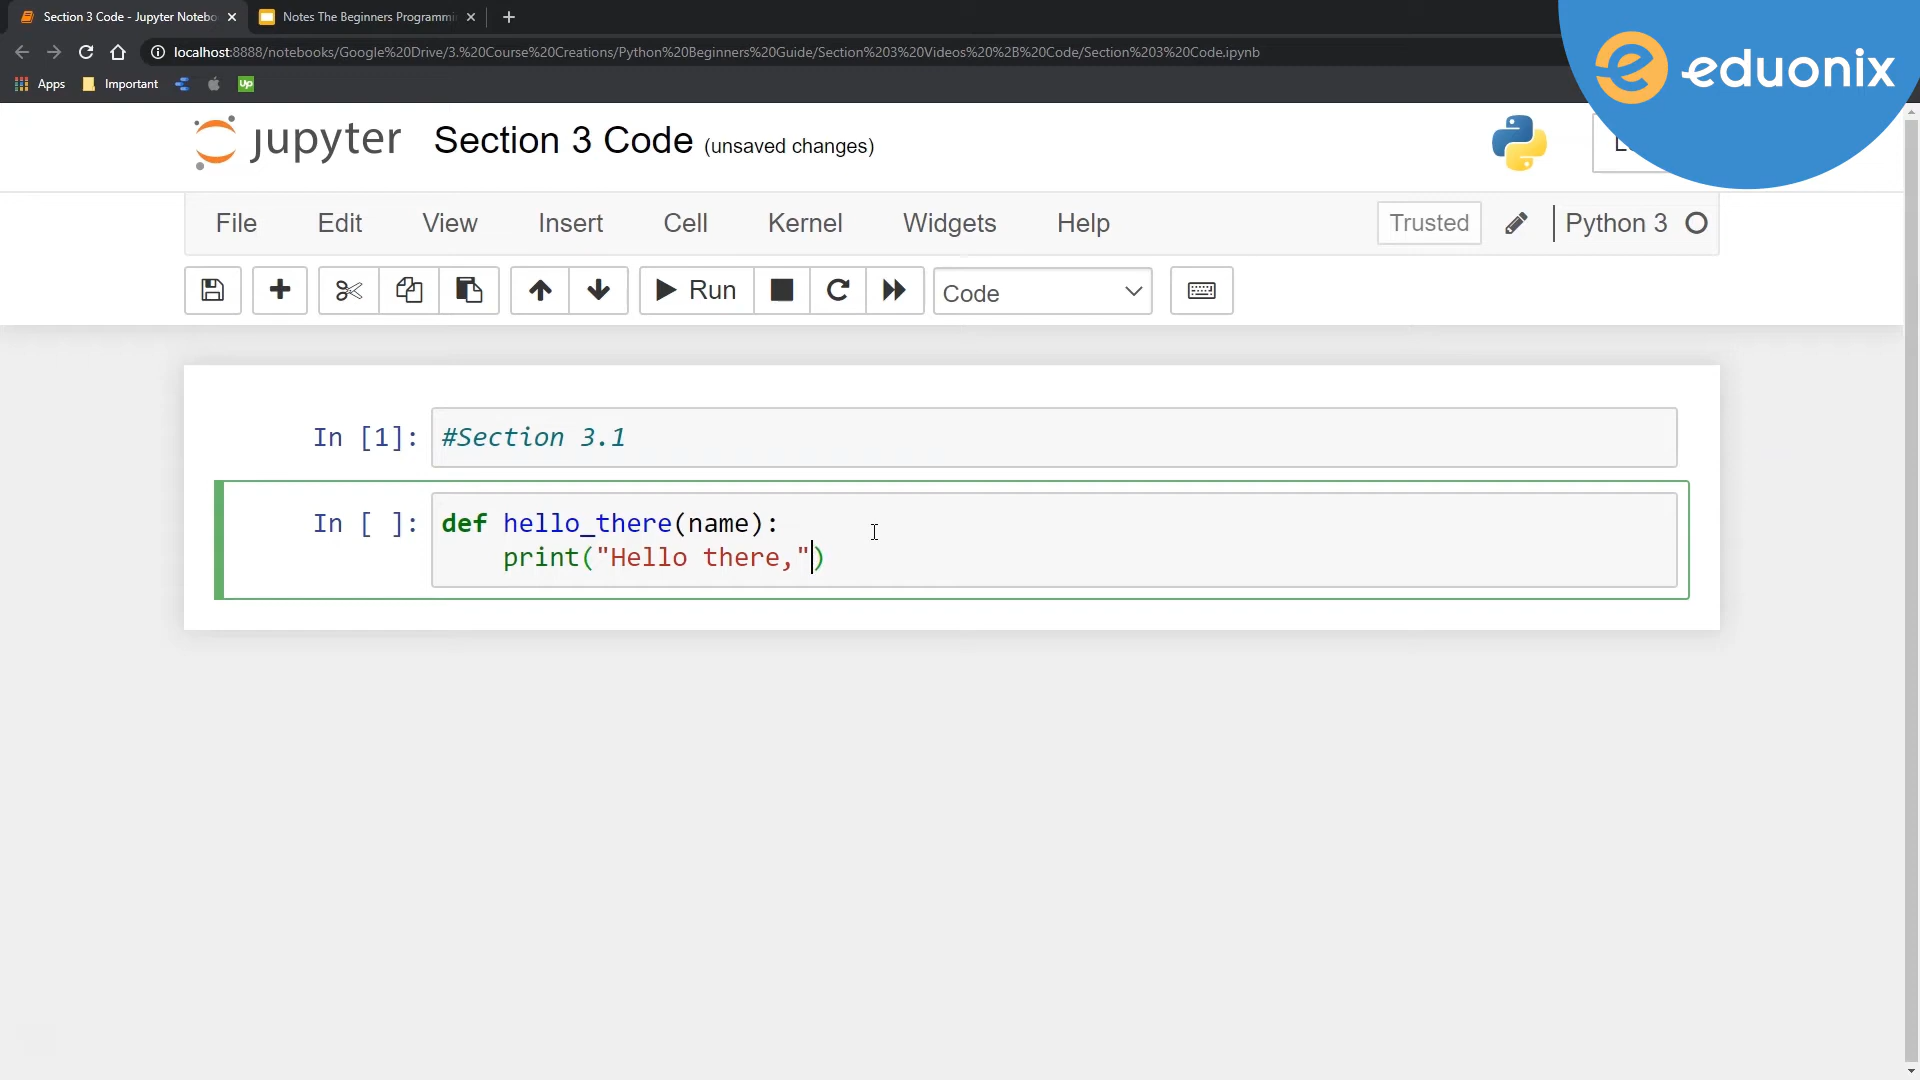 Section 3 Code - Jupyter Notebo
Notes The Beginners Programmi
localhost:8888/notebooks/Google%20Drive/3.%20Course%20Creations/Python%20Beginners%20Guide/Section%203%20Videos%20%2B%20Code/Section%203%20Code.ipynb
Apps
Important
Up
eduonix
jupyter Section 3 Code (unsaved changes)
File Edit View Insert Cell Kernel Widgets Help
Trusted
Python 3
Run
Code
In [1]: #Section 3.1
In [ ]: def hello_there(name):
print("Hello there,")